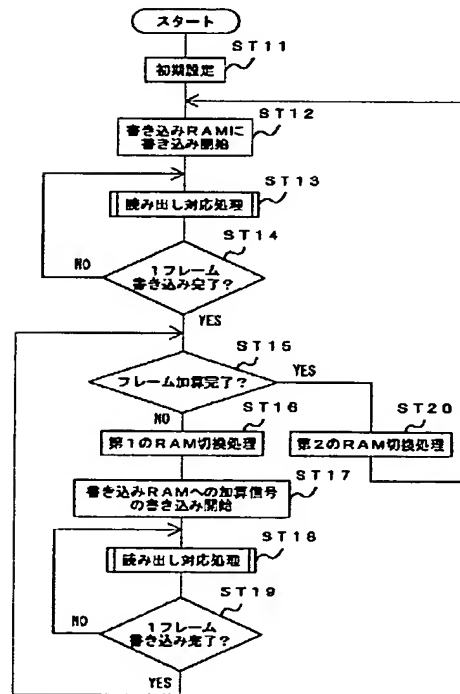 スタート
ST11
初期設定
ST12
書き込みRAMに
書き込み開始
ST13
読み出し対応処理
ST14
1フレーム
書き込み完了?
NO
YES
ST15
フレーム加算完了?
YES
NO
ST16
第1のRAM切換処理
ST20
第2のRAM切換処理
ST17
書き込みRAMへの加算信号
の書き込み開始
ST18
読み出し対応処理
ST19
1フレーム
書き込み完了?
NO
YES